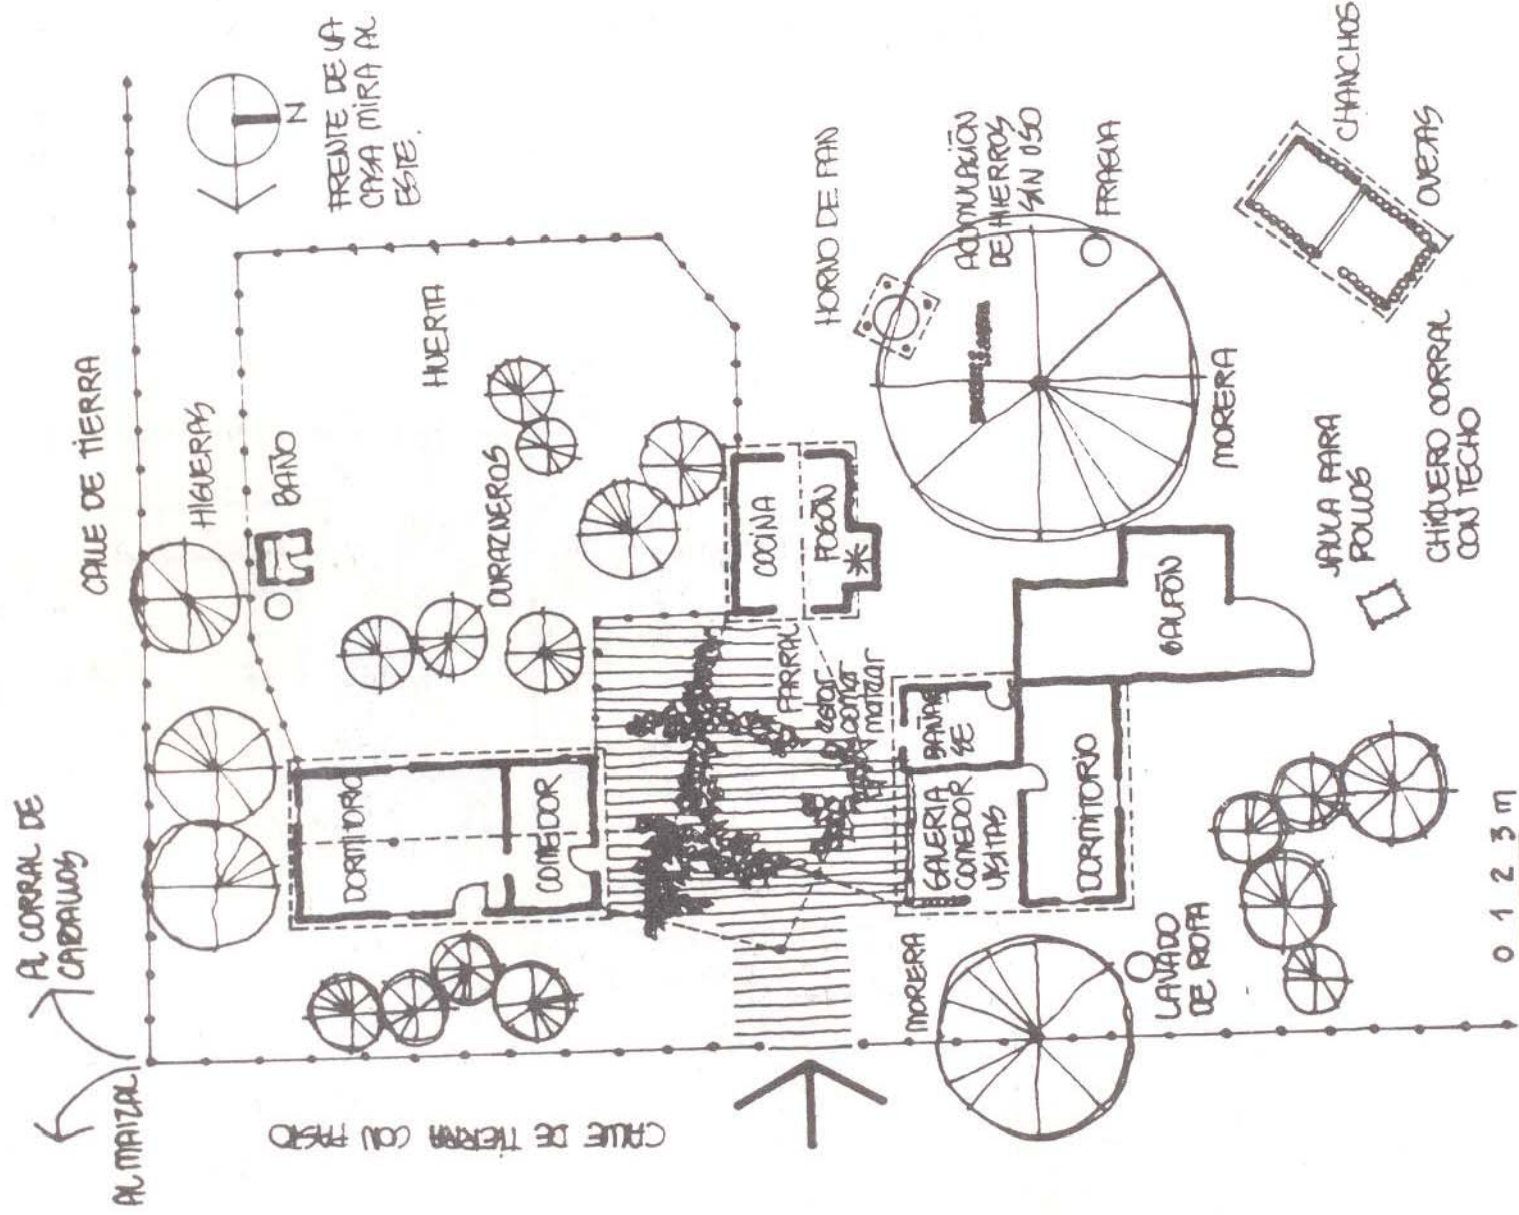 AL MAIZAL
AL CORRAL DE
CABALLOS
CALLE DE TIERRA
HIGUERAS
BAÑO
N
FRENTE DE LA
CASA MIRA AL
ESTE.
HUERTA
DURAZNEROS
DORMITORIO
COMEDOR
COCINA
FOGÓN
PARRAL
estar
comer
matear
BAÑAR
SE
GALERIA
COMEDOR
VISITAS
DORMITORIO
GALPÓN
HORNO DE PAN
ACUMULACIÓN
DE HIERROS
SIN USO
FRAGUA
MORERA
CHANCHOS
OVEJAS
CHIQUERO CORRAL
CON TECHO
JAULA PARA
POLLOS
MORERA
LAVADO
DE ROPA
CALLE DE TIERRA CON PASTO
0 1 2 3 m